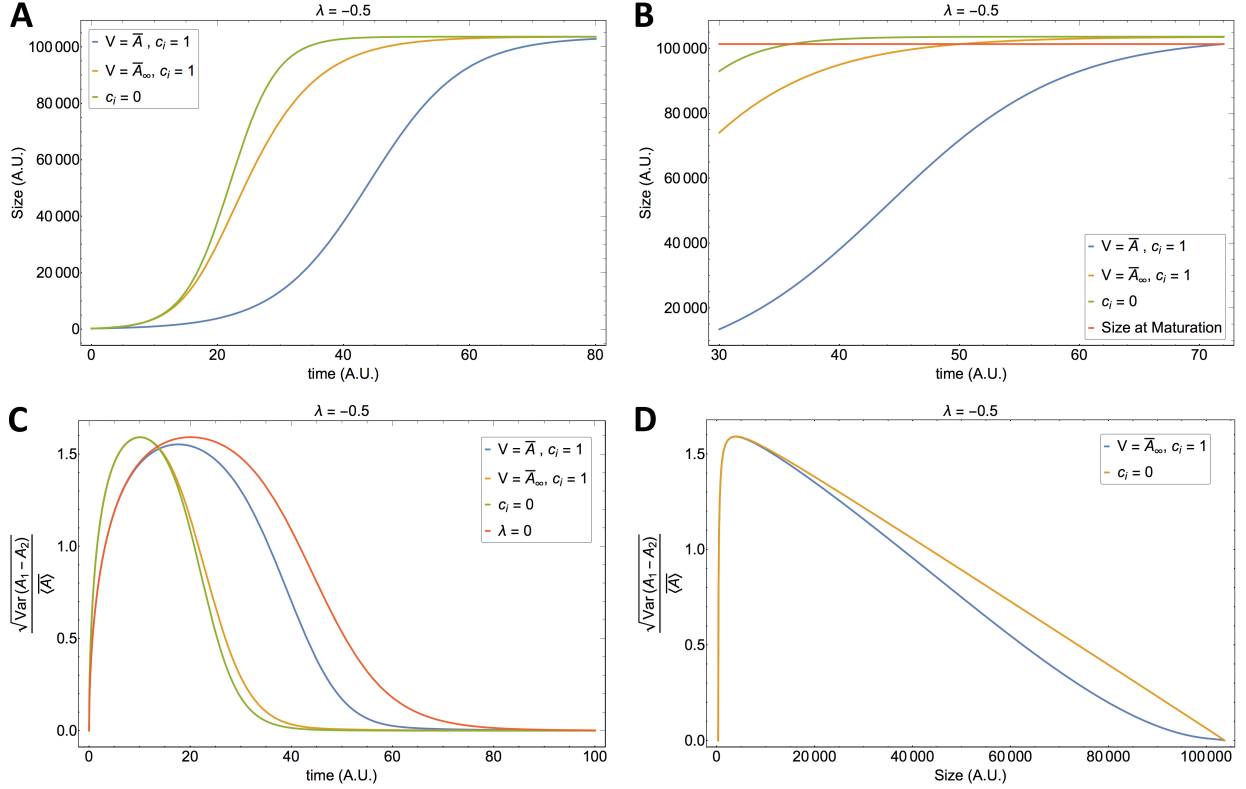 A
λ = −0.5
V = A̅ , cᵢ = 1
V = A̅∞, cᵢ = 1
cᵢ = 0
Size (A.U.)
100 000
80 000
60 000
40 000
20 000
0
0 20 40 60 80
time (A.U.)
B
λ = −0.5
Size (A.U.)
100 000
80 000
60 000
40 000
20 000
V = A̅ , cᵢ = 1
V = A̅∞, cᵢ = 1
cᵢ = 0
Size at Maturation
30 40 50 60 70
time (A.U.)
C
λ = −0.5
V = A̅ , cᵢ = 1
V = A̅∞, cᵢ = 1
cᵢ = 0
λ = 0
√Var (A₁ − A₂)
⟨A̅⟩
1.5
1.0
0.5
0.0
0 20 40 60 80 100
time (A.U.)
D
λ = −0.5
V = A̅∞, cᵢ = 1
cᵢ = 0
√Var (A₁ − A₂)
⟨A̅⟩
1.5
1.0
0.5
0.0
0 20 000 40 000 60 000 80 000 100 000
Size (A.U.)